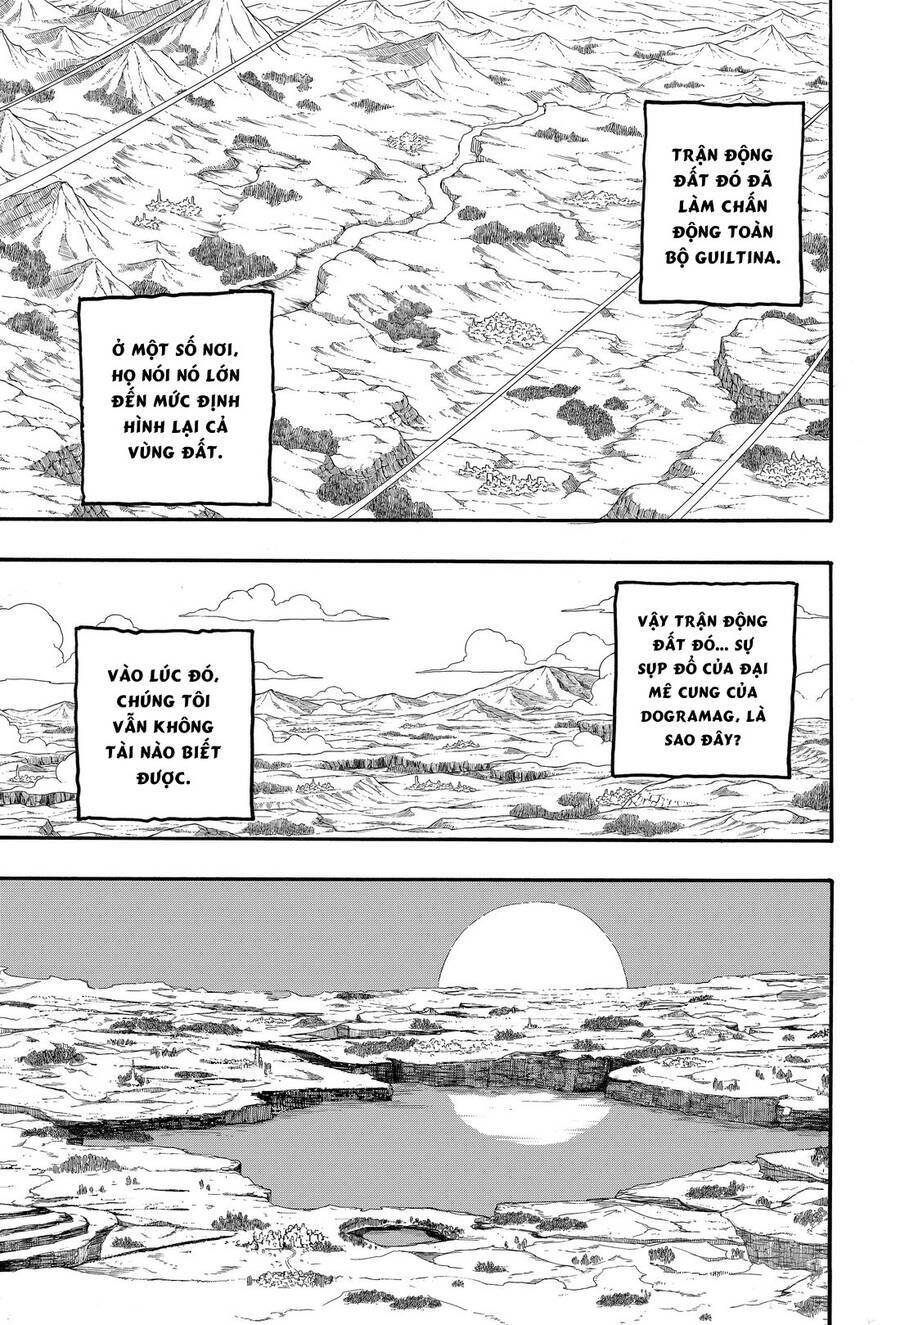 TRẬN ĐỘNG
ĐẤT ĐÓ ĐÃ
LÀM CHẤN
ĐỘNG TOÀN
BỘ GUILTINA.
Ở MỘT SỐ NƠI,
HỌ NÓI NÓ LỚN
ĐẾN MỨC ĐỊNH
HÌNH LẠI CẢ
VÙNG ĐẤT.
VẬY TRẬN ĐỘNG
ĐẤT ĐÓ... SỰ
SỤP ĐỔ CỦA ĐẠI
MÊ CUNG CỦA
DOGRAMAG, LÀ
SAO ĐÂY?
VÀO LÚC ĐÓ,
CHÚNG TÔI
VẪN KHÔNG
TÀI NÀO BIẾT
ĐƯỢC.